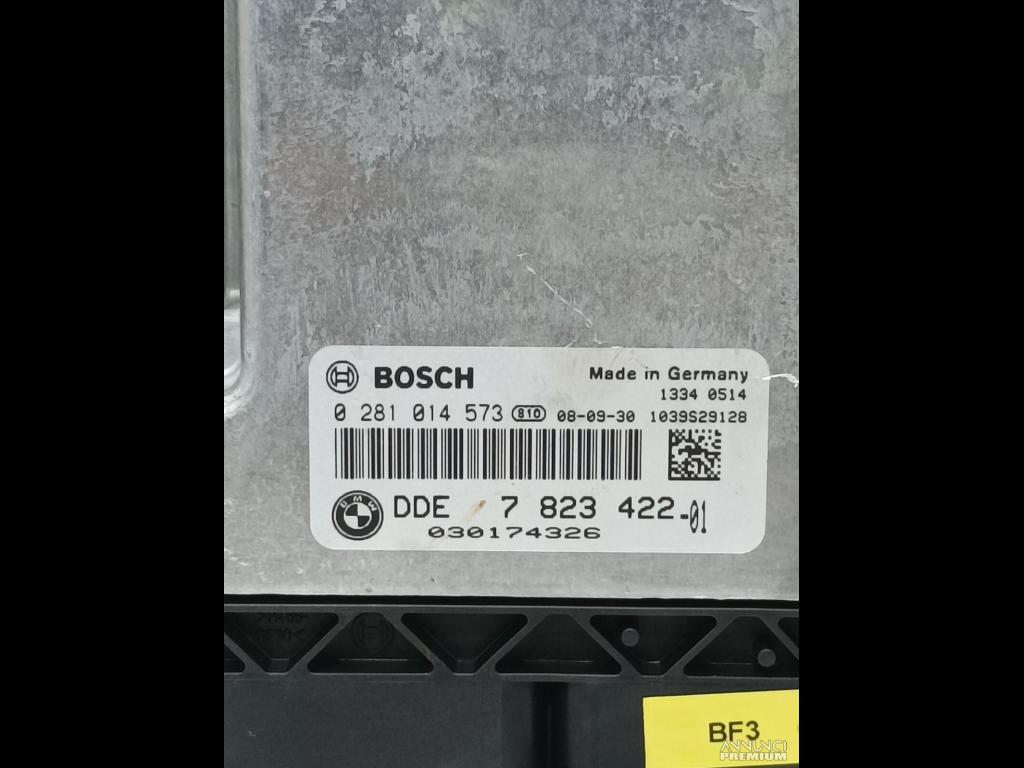 BOSCH
Made in Germany
1334 0514
0 281 014 573 810 08-09-30 1039S29128
BMW
DDE 7 823 422-01
030174326
BF3
ANNUNCI
PREMIUM